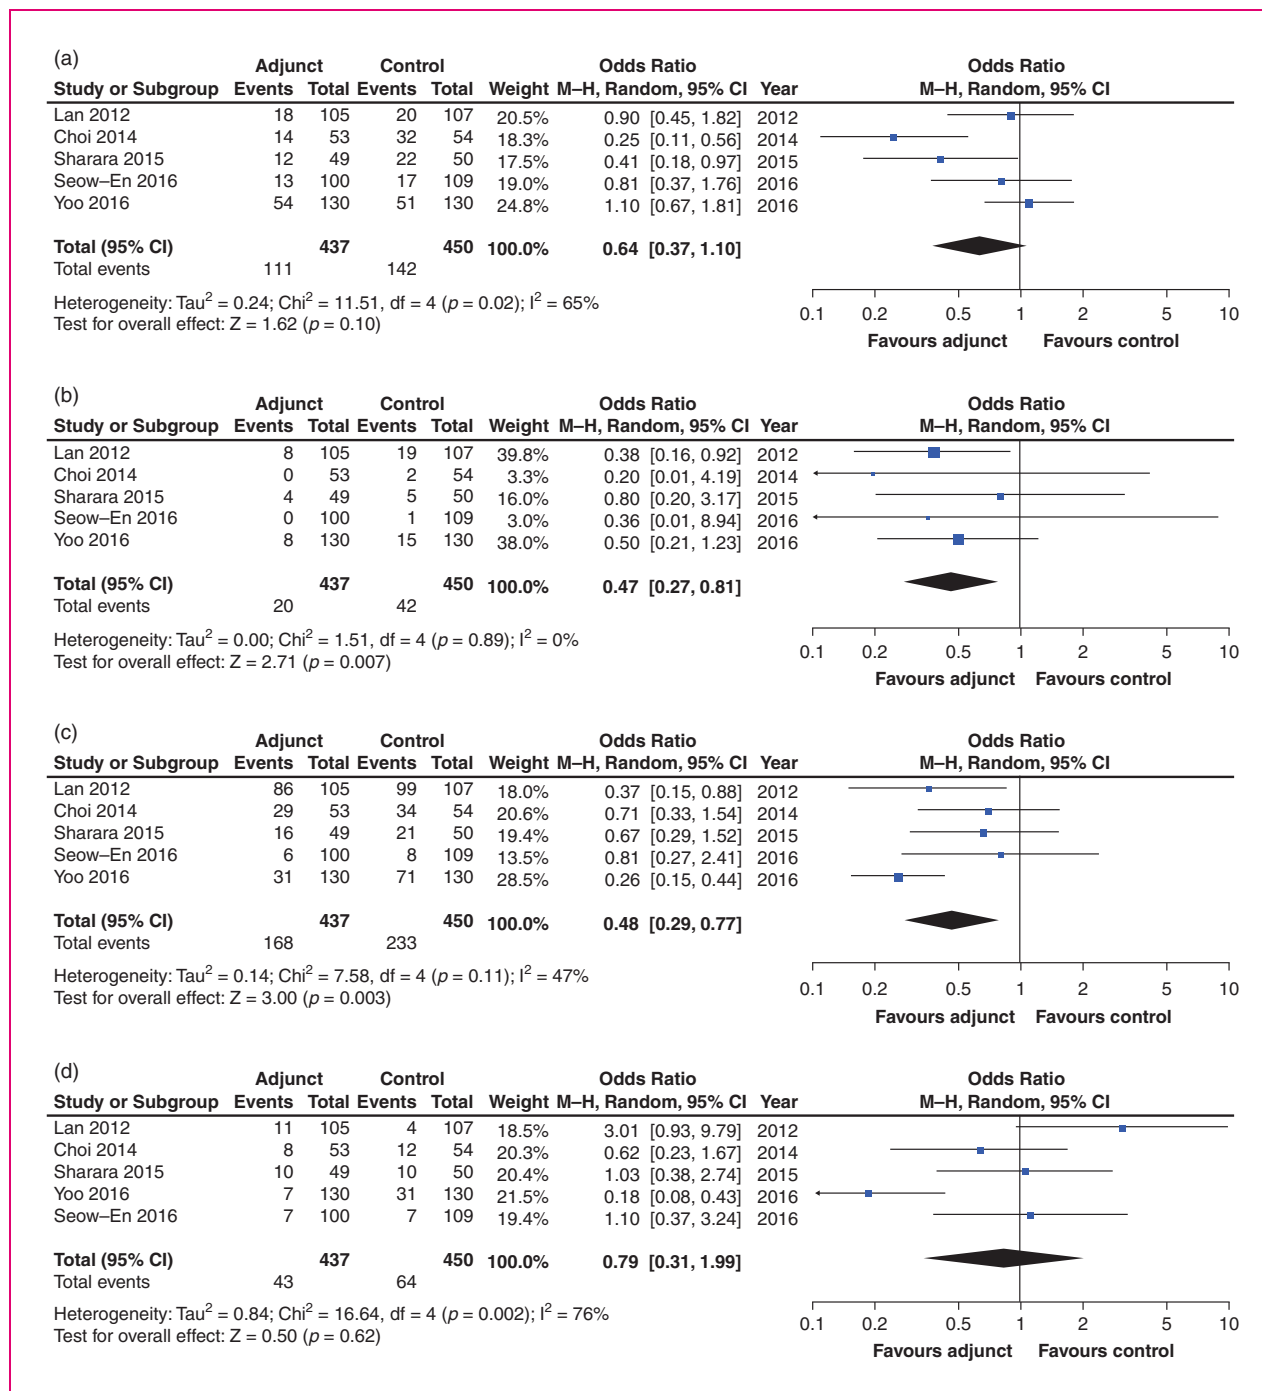 (a)
Adjunct Control Odds Ratio Odds Ratio
Study or Subgroup Events Total Events Total Weight M–H, Random, 95% CI Year M–H, Random, 95% CI
Lan 2012 18 105 20 107 20.5% 0.90 [0.45, 1.82] 2012
Choi 2014 14 53 32 54 18.3% 0.25 [0.11, 0.56] 2014
Sharara 2015 12 49 22 50 17.5% 0.41 [0.18, 0.97] 2015
Seow–En 2016 13 100 17 109 19.0% 0.81 [0.37, 1.76] 2016
Yoo 2016 54 130 51 130 24.8% 1.10 [0.67, 1.81] 2016
Total (95% CI) 437 450 100.0% 0.64 [0.37, 1.10]
Total events 111 142
Heterogeneity: Tau² = 0.24; Chi² = 11.51, df = 4 (p = 0.02); I² = 65%
Test for overall effect: Z = 1.62 (p = 0.10)
0.1 0.2 0.5 1 2 5 10
Favours adjunct Favours control
(b)
Adjunct Control Odds Ratio Odds Ratio
Study or Subgroup Events Total Events Total Weight M–H, Random, 95% CI Year M–H, Random, 95% CI
Lan 2012 8 105 19 107 39.8% 0.38 [0.16, 0.92] 2012
Choi 2014 0 53 2 54 3.3% 0.20 [0.01, 4.19] 2014
Sharara 2015 4 49 5 50 16.0% 0.80 [0.20, 3.17] 2015
Seow–En 2016 0 100 1 109 3.0% 0.36 [0.01, 8.94] 2016
Yoo 2016 8 130 15 130 38.0% 0.50 [0.21, 1.23] 2016
Total (95% CI) 437 450 100.0% 0.47 [0.27, 0.81]
Total events 20 42
Heterogeneity: Tau² = 0.00; Chi² = 1.51, df = 4 (p = 0.89); I² = 0%
Test for overall effect: Z = 2.71 (p = 0.007)
0.1 0.2 0.5 1 2 5 10
Favours adjunct Favours control
(c)
Adjunct Control Odds Ratio Odds Ratio
Study or Subgroup Events Total Events Total Weight M–H, Random, 95% CI Year M–H, Random, 95% CI
Lan 2012 86 105 99 107 18.0% 0.37 [0.15, 0.88] 2012
Choi 2014 29 53 34 54 20.6% 0.71 [0.33, 1.54] 2014
Sharara 2015 16 49 21 50 19.4% 0.67 [0.29, 1.52] 2015
Seow–En 2016 6 100 8 109 13.5% 0.81 [0.27, 2.41] 2016
Yoo 2016 31 130 71 130 28.5% 0.26 [0.15, 0.44] 2016
Total (95% CI) 437 450 100.0% 0.48 [0.29, 0.77]
Total events 168 233
Heterogeneity: Tau² = 0.14; Chi² = 7.58, df = 4 (p = 0.11); I² = 47%
Test for overall effect: Z = 3.00 (p = 0.003)
0.1 0.2 0.5 1 2 5 10
Favours adjunct Favours control
(d)
Adjunct Control Odds Ratio Odds Ratio
Study or Subgroup Events Total Events Total Weight M–H, Random, 95% CI Year M–H, Random, 95% CI
Lan 2012 11 105 4 107 18.5% 3.01 [0.93, 9.79] 2012
Choi 2014 8 53 12 54 20.3% 0.62 [0.23, 1.67] 2014
Sharara 2015 10 49 10 50 20.4% 1.03 [0.38, 2.74] 2015
Yoo 2016 7 130 31 130 21.5% 0.18 [0.08, 0.43] 2016
Seow–En 2016 7 100 7 109 19.4% 1.10 [0.37, 3.24] 2016
Total (95% CI) 437 450 100.0% 0.79 [0.31, 1.99]
Total events 43 64
Heterogeneity: Tau² = 0.84; Chi² = 16.64, df = 4 (p = 0.002); I² = 76%
Test for overall effect: Z = 0.50 (p = 0.62)
0.1 0.2 0.5 1 2 5 10
Favours adjunct Favours control